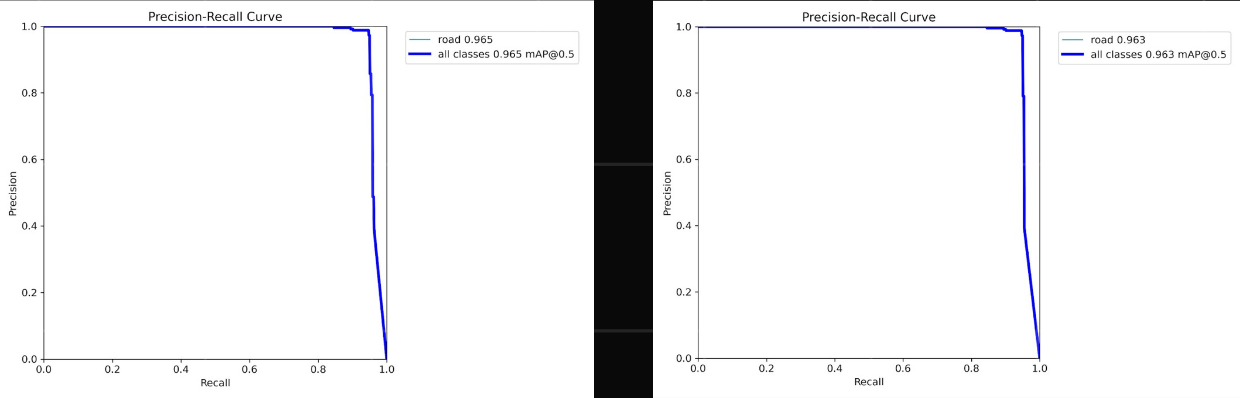 Precision-Recall Curve
1.0
0.8
0.6
0.4
0.2
0.0
Precision
0.0 0.2 0.4 0.6 0.8 1.0
Recall
road 0.965
all classes 0.965 mAP@0.5
Precision-Recall Curve
1.0
0.8
0.6
0.4
0.2
0.0
Precision
0.0 0.2 0.4 0.6 0.8 1.0
Recall
road 0.963
all classes 0.963 mAP@0.5